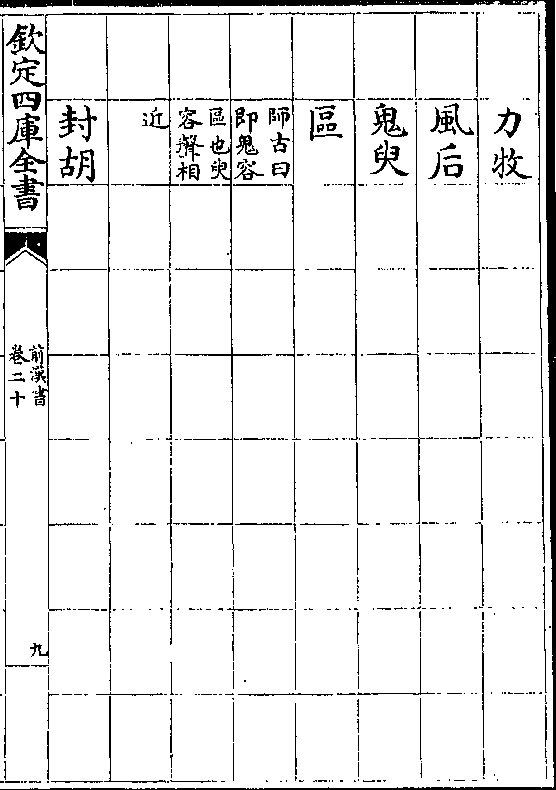 力牧
風后
鬼臾
區
師古曰
即鬼容
區也臾
容聲相
近
封胡
欽定四庫全書
前漢書
卷二十
九